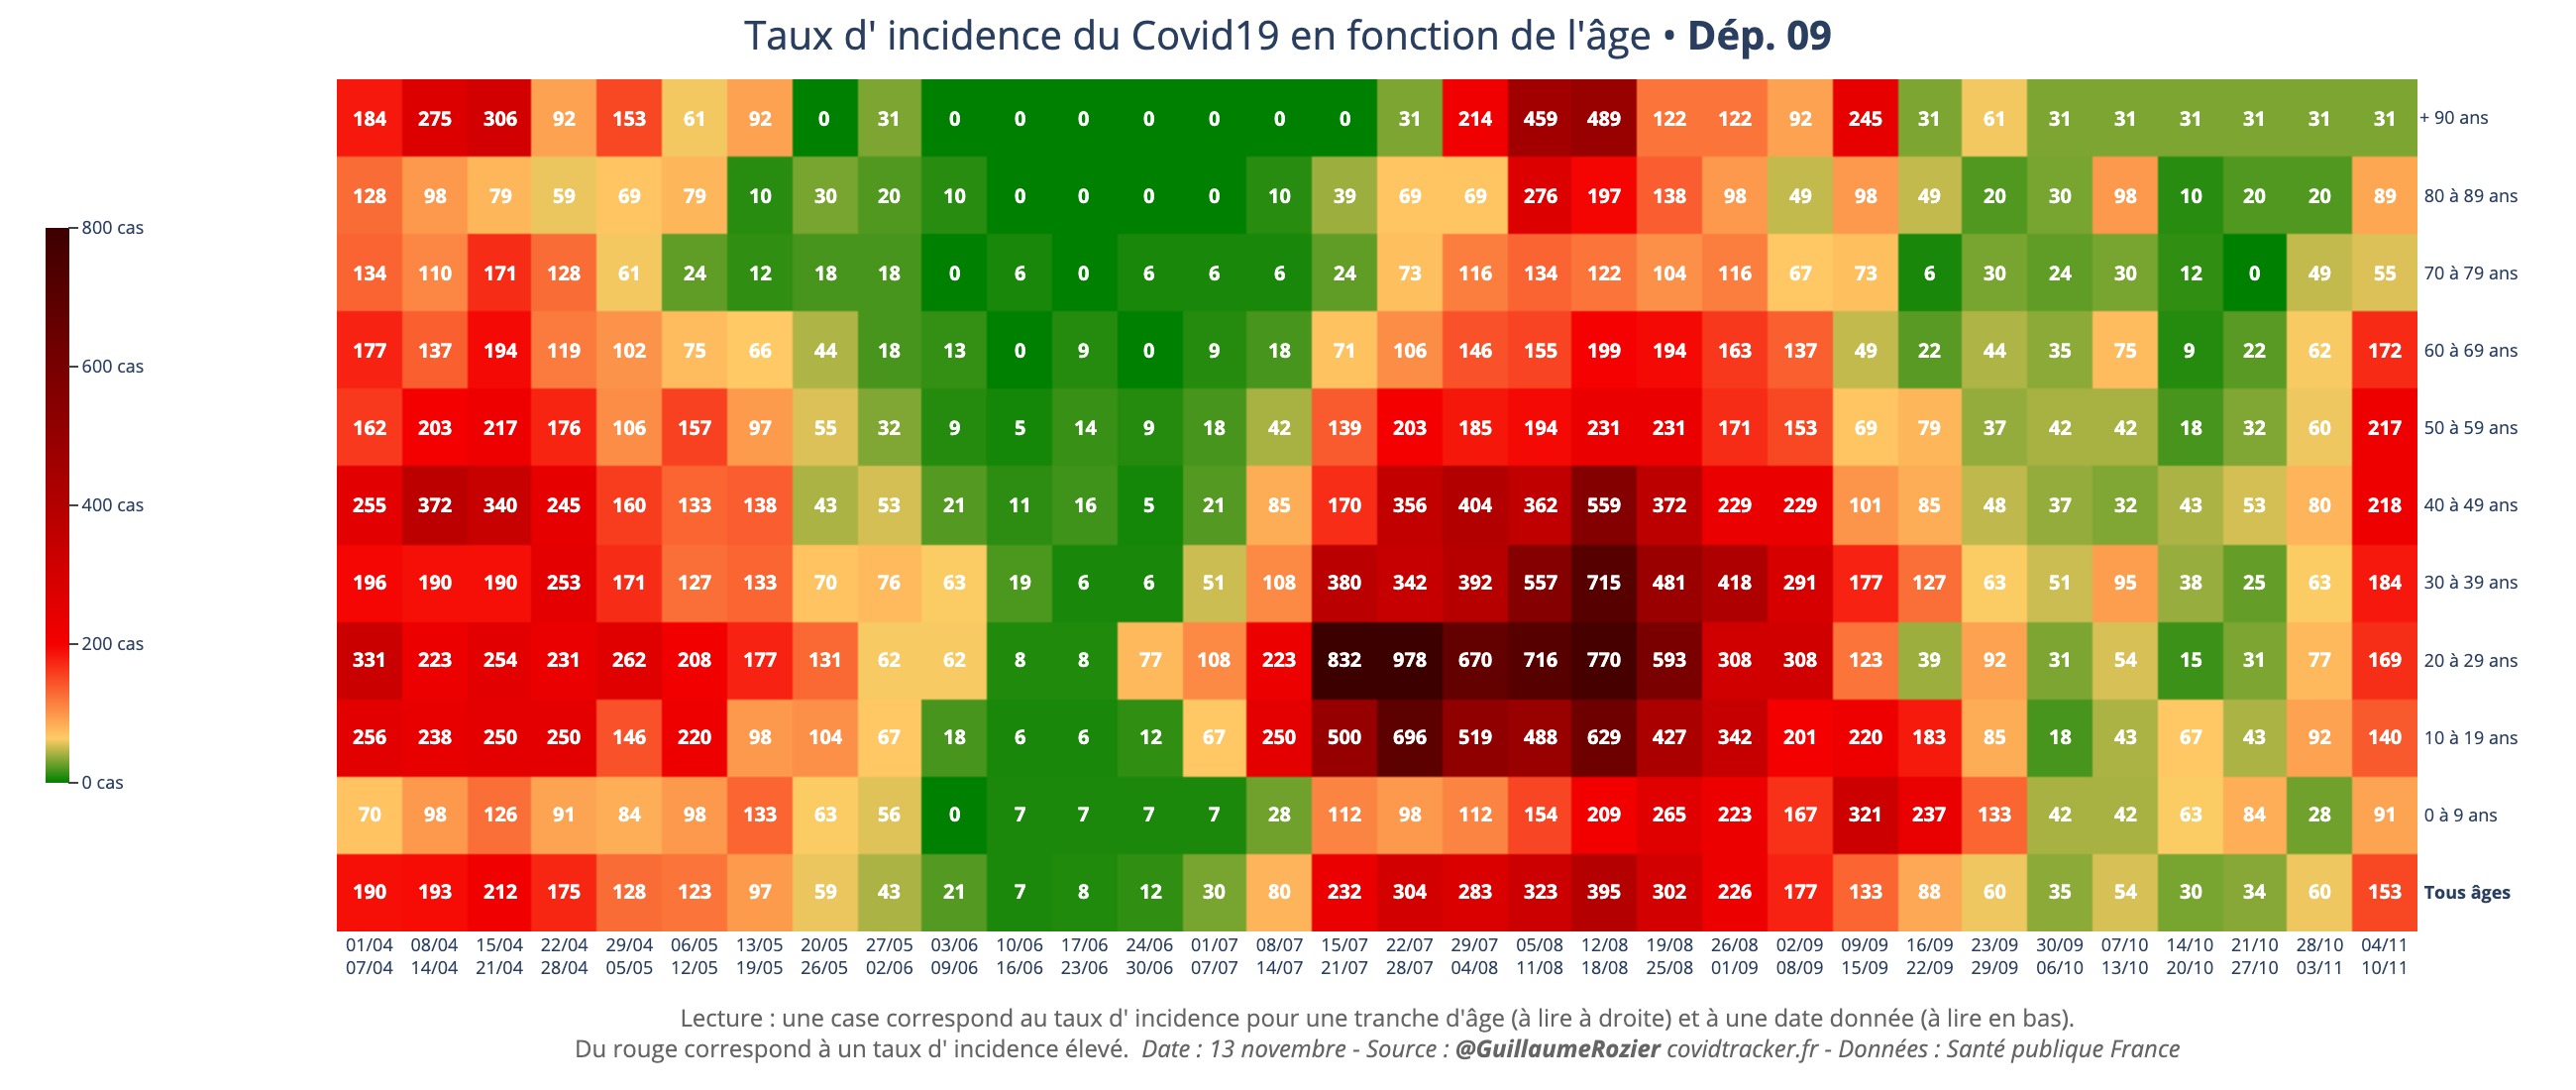 Taux d' incidence du Covid19 en fonction de l'âge • Dép. 09
184 275 306 92 153 61 92 0 31 0 0 0 0 0 0 0 31 214 459 489 122 122 92 245 31 61 31 31 31 31 31 31 + 90 ans
128 98 79 59 69 79 10 30 20 10 0 0 0 0 10 39 69 69 276 197 138 98 49 98 49 20 30 98 10 20 20 89 80 à 89 ans
800 cas
134 110 171 128 61 24 12 18 18 0 6 0 6 6 6 24 73 116 134 122 104 116 67 73 6 30 24 30 12 0 49 55 70 à 79 ans
177 137 194 119 102 75 66 44 18 13 0 9 0 9 18 71 106 146 155 199 194 163 137 49 22 44 35 75 9 22 62 172 60 à 69 ans
600 cas
162 203 217 176 106 157 97 55 32 9 5 14 9 18 42 139 203 185 194 231 231 171 153 69 79 37 42 42 18 32 60 217 50 à 59 ans
400 cas
255 372 340 245 160 133 138 43 53 21 11 16 5 21 85 170 356 404 362 559 372 229 229 101 85 48 37 32 43 53 80 218 40 à 49 ans
196 190 190 253 171 127 133 70 76 63 19 6 6 51 108 380 342 392 557 715 481 418 291 177 127 63 51 95 38 25 63 184 30 à 39 ans
200 cas
331 223 254 231 262 208 177 131 62 62 8 8 77 108 223 832 978 670 716 770 593 308 308 123 39 92 31 54 15 31 77 169 20 à 29 ans
256 238 250 250 146 220 98 104 67 18 6 6 12 67 250 500 696 519 488 629 427 342 201 220 183 85 18 43 67 43 92 140 10 à 19 ans
0 cas
70 98 126 91 84 98 133 63 56 0 7 7 7 7 28 112 98 112 154 209 265 223 167 321 237 133 42 42 63 84 28 91 0 à 9 ans
190 193 212 175 128 123 97 59 43 21 7 8 12 30 80 232 304 283 323 395 302 226 177 133 88 60 35 54 30 34 60 153 Tous âges
01/04 08/04 15/04 22/04 29/04 06/05 13/05 20/05 27/05 03/06 10/06 17/06 24/06 01/07 08/07 15/07 22/07 29/07 05/08 12/08 19/08 26/08 02/09 09/09 16/09 23/09 30/09 07/10 14/10 21/10 28/10 04/11
07/04 14/04 21/04 28/04 05/05 12/05 19/05 26/05 02/06 09/06 16/06 23/06 30/06 07/07 14/07 21/07 28/07 04/08 11/08 18/08 25/08 01/09 08/09 15/09 22/09 29/09 06/10 13/10 20/10 27/10 03/11 10/11
Lecture : une case correspond au taux d' incidence pour une tranche d'âge (à lire à droite) et à une date donnée (à lire en bas).
Du rouge correspond à un taux d' incidence élevé. Date : 13 novembre - Source : @GuillaumeRozier covidtracker.fr - Données : Santé publique France